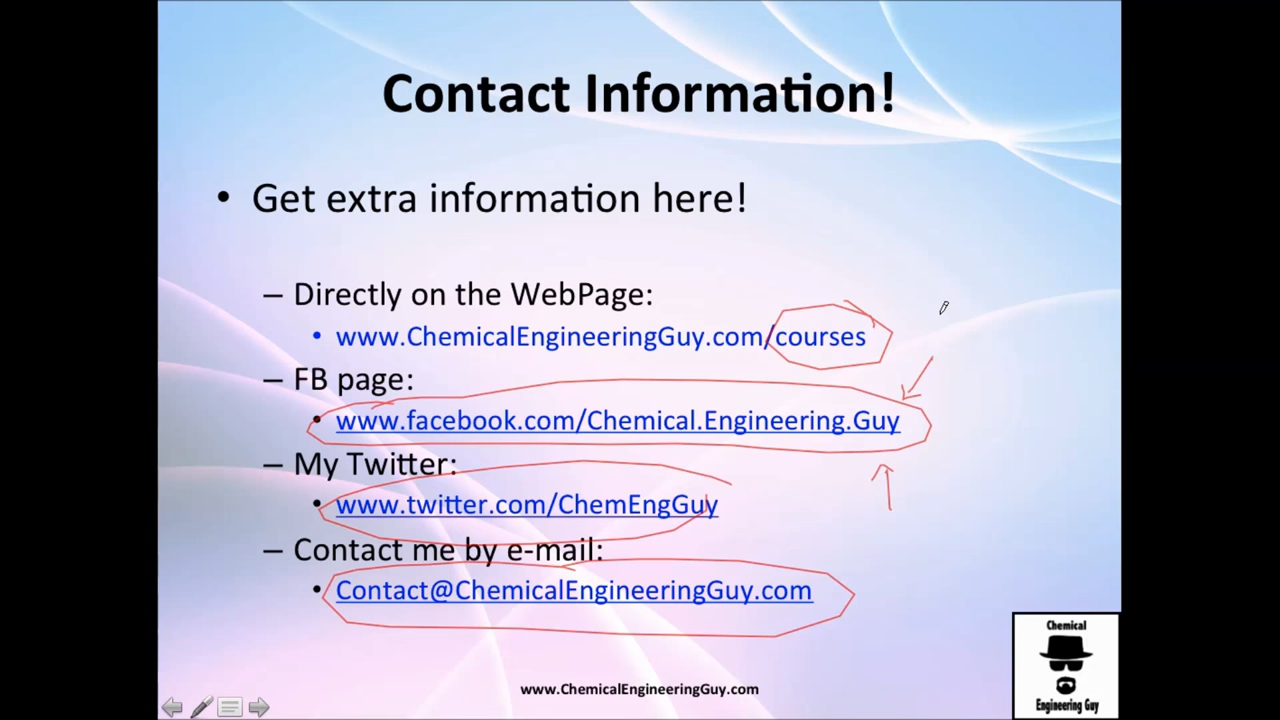 Contact Information!
• Get extra information here!
– Directly on the WebPage:
• www.ChemicalEngineeringGuy.com/courses
– FB page:
• www.facebook.com/Chemical.Engineering.Guy
– My Twitter:
• www.twitter.com/ChemEngGuy
– Contact me by e-mail:
• Contact@ChemicalEngineeringGuy.com
www.ChemicalEngineeringGuy.com
Chemical
Engineering Guy